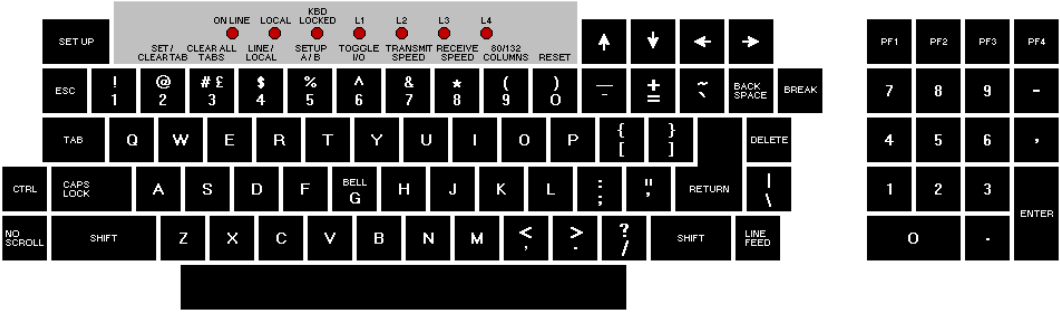 KBD
ON LINE LOCAL LOCKED L1 L2 L3 L4
SET UP
SET / CLEAR ALL LINE / SETUP TOGGLE TRANSMIT RECEIVE 80/132
CLEAR TAB TABS LOCAL A / B I/O SPEED SPEED COLUMNS RESET
PF1 PF2 PF3 PF4
ESC ! @ # £ $ % ^ & * ( ) — ± ~ BACK SPACE BREAK
1 2 3 4 5 6 7 8 9 0 - = `
7 8 9 -
TAB Q W E R T Y U I O P { } DELETE
[ ]
4 5 6 ,
CTRL CAPS LOCK A S D F BELL G H J K L : " RETURN |
; ' \
1 2 3
ENTER
NO SCROLL SHIFT Z X C V B N M < > ? SHIFT LINE FEED
, . /
0 .